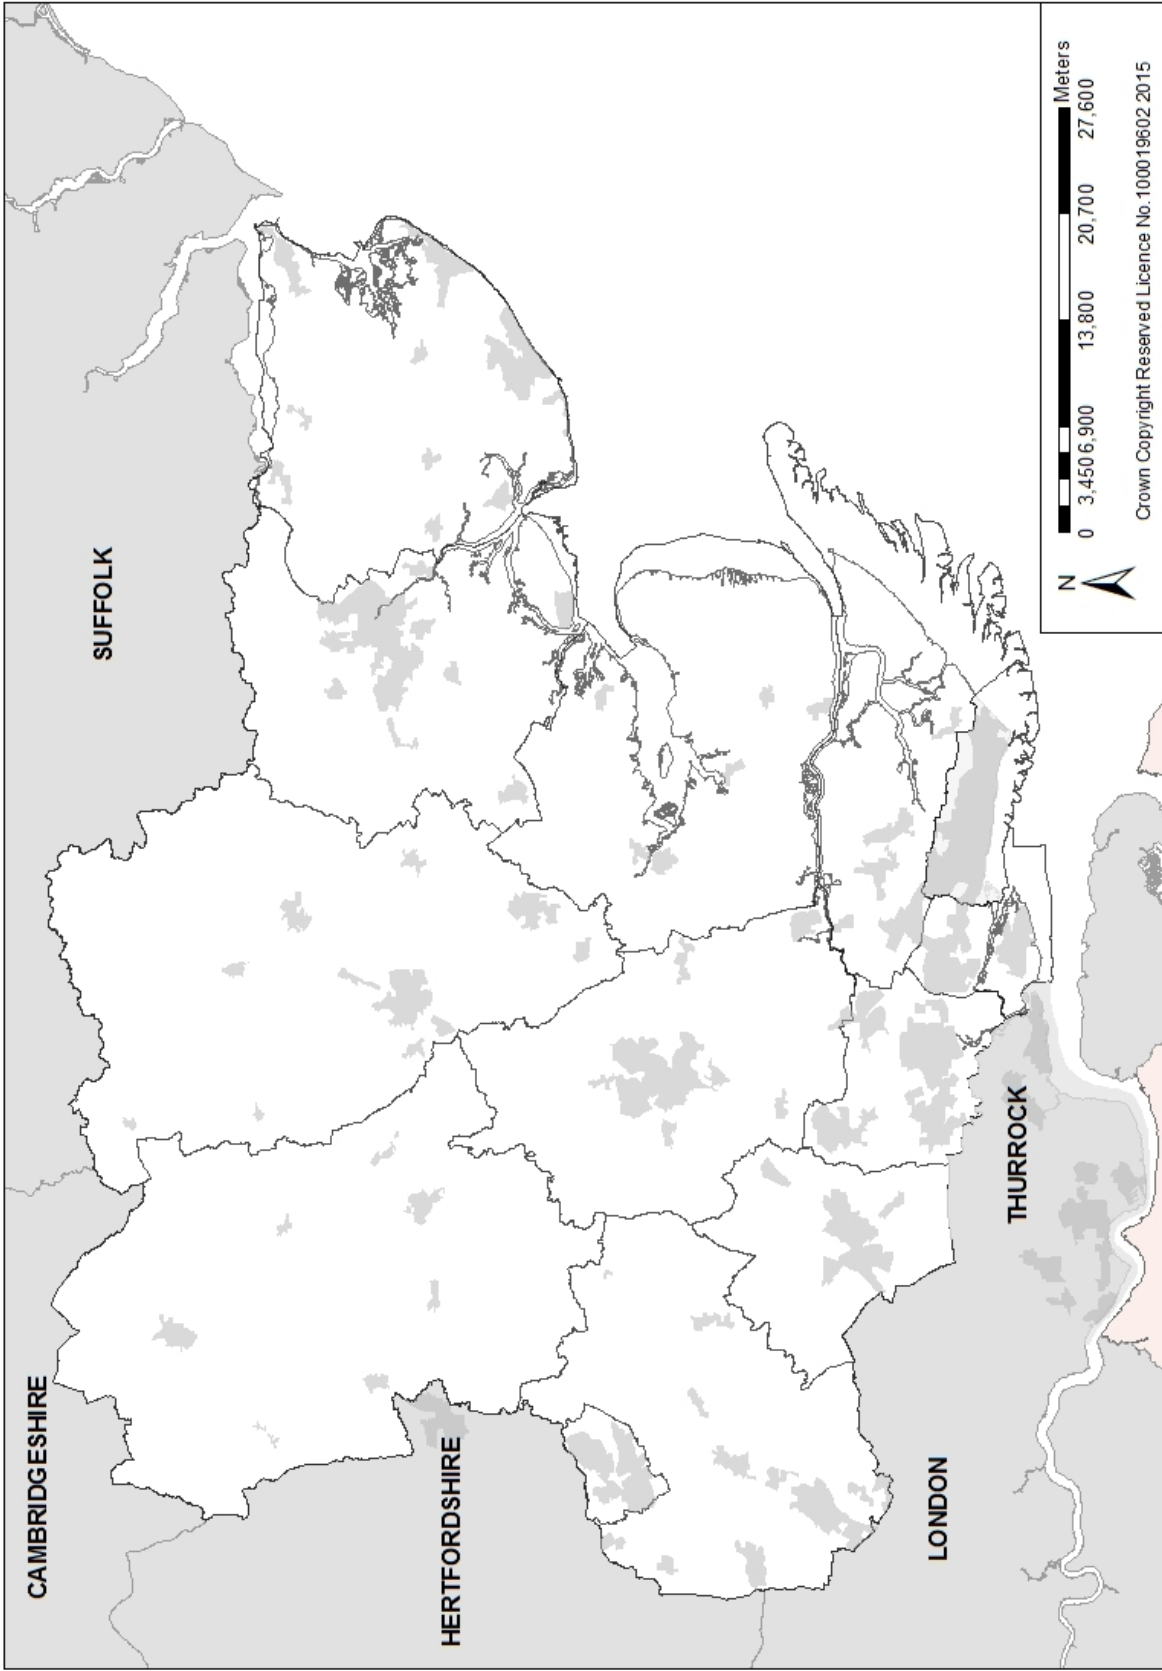 CAMBRIDGESHIRE
SUFFOLK
HERTFORDSHIRE
LONDON
THURROCK
N
Meters
0 3,450 6,900 13,800 20,700 27,600
Crown Copyright Reserved Licence No.100019602 2015